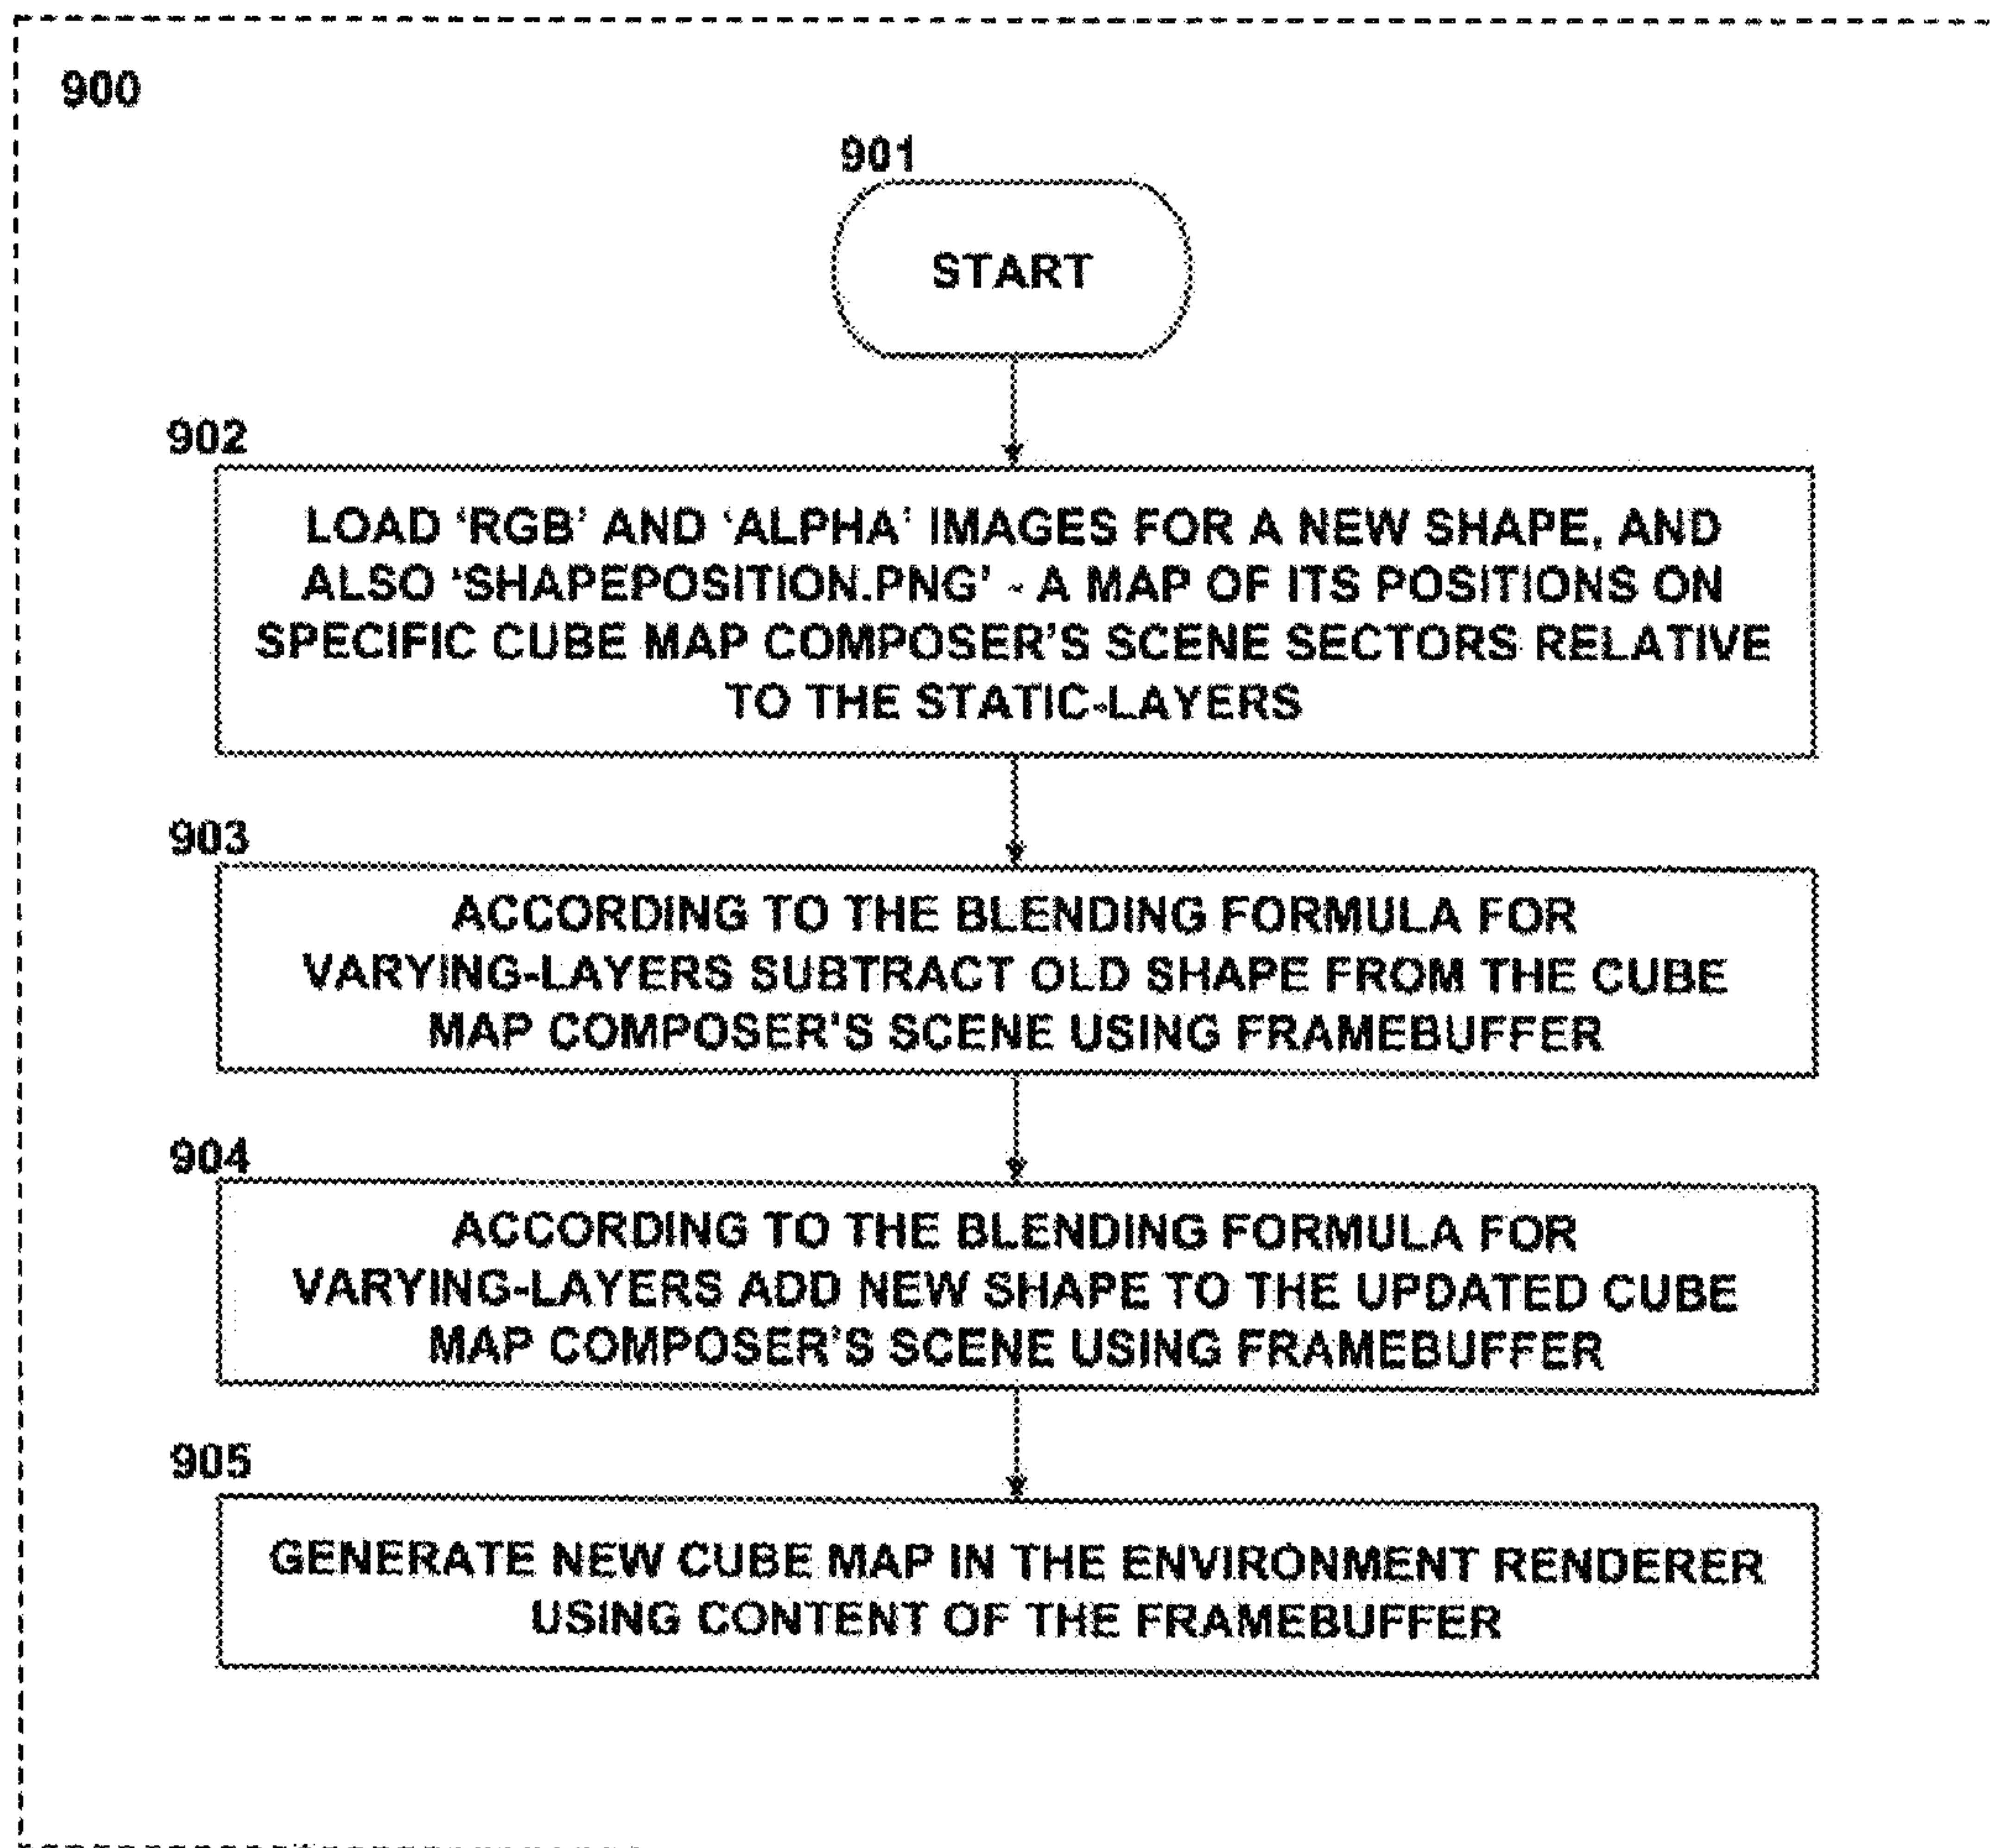 900
901
START
902
LOAD ‘RGB’ AND ‘ALPHA’ IMAGES FOR A NEW SHAPE, AND
ALSO ‘SHAPEPOSITION.PNG’ - A MAP OF ITS POSITIONS ON
SPECIFIC CUBE MAP COMPOSER’S SCENE SECTORS RELATIVE
TO THE STATIC-LAYERS
903
ACCORDING TO THE BLENDING FORMULA FOR
VARYING-LAYERS SUBTRACT OLD SHAPE FROM THE CUBE
MAP COMPOSER’S SCENE USING FRAMEBUFFER
904
ACCORDING TO THE BLENDING FORMULA FOR
VARYING-LAYERS ADD NEW SHAPE TO THE UPDATED CUBE
MAP COMPOSER’S SCENE USING FRAMEBUFFER
905
GENERATE NEW CUBE MAP IN THE ENVIRONMENT RENDERER
USING CONTENT OF THE FRAMEBUFFER